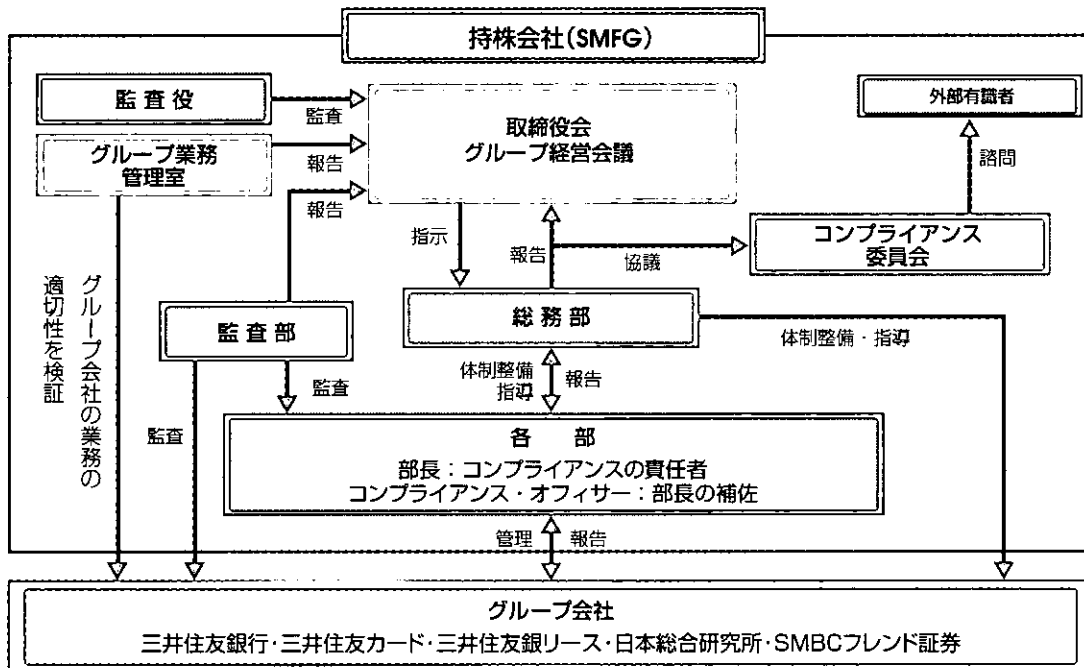 持株会社(SMFG)
監査役
監査
グループ業務
管理室
報告
報告
取締役会
グループ経営会議
外部有識者
諮問
コンプライアンス
委員会
指示
報告
協議
グループ会社の業務の
適切性を検証
監査部
総務部
体制整備・指導
監査
監査
体制整備
指導
報告
各 部
部長：コンプライアンスの責任者
コンプライアンス・オフィサー：部長の補佐
管理
報告
グループ会社
三井住友銀行・三井住友カード・三井住友銀リース・日本総合研究所・SMBCフレンド証券